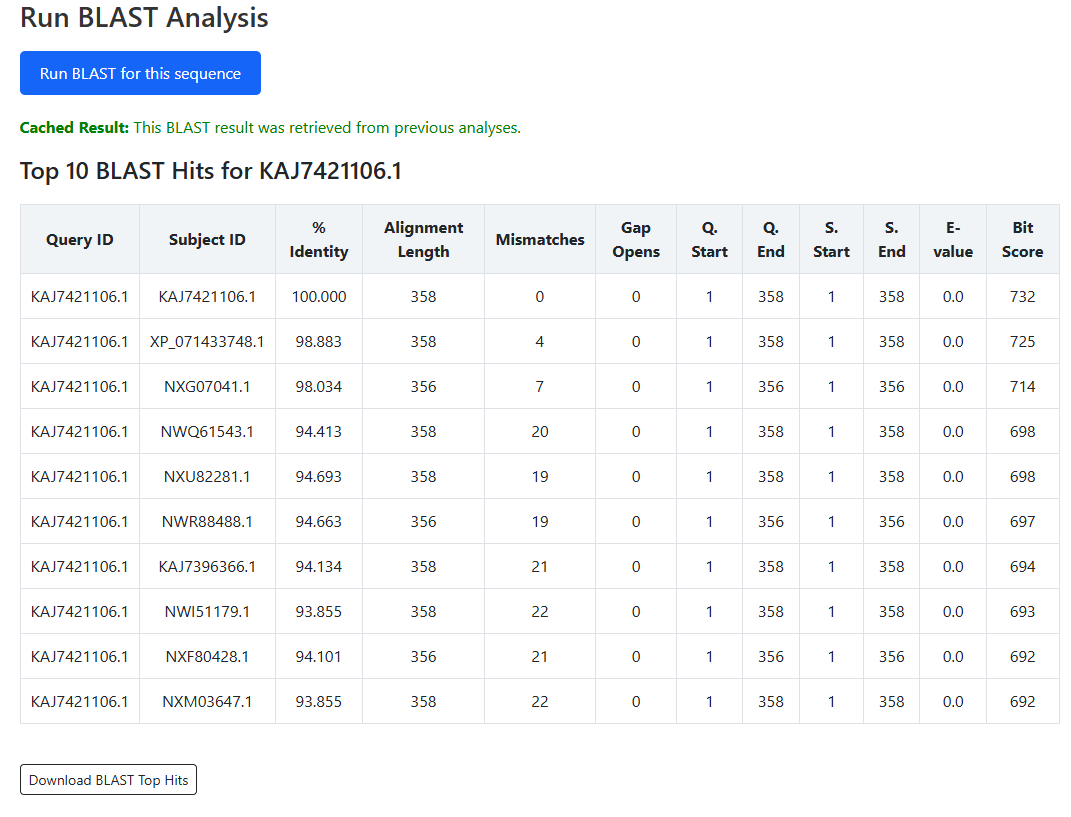 Run BLAST Analysis
Run BLAST for this sequence
Cached Result: This BLAST result was retrieved from previous analyses.
Top 10 BLAST Hits for KAJ7421106.1
Query ID Subject ID % Identity Alignment Length Mismatches Gap Opens Q. Start Q. End S. Start S. End E-value Bit Score
KAJ7421106.1 KAJ7421106.1 100.000 358 0 0 1 358 1 358 0.0 732
KAJ7421106.1 XP_071433748.1 98.883 358 4 0 1 358 1 358 0.0 725
KAJ7421106.1 NXG07041.1 98.034 356 7 0 1 356 1 356 0.0 714
KAJ7421106.1 NWQ61543.1 94.413 358 20 0 1 358 1 358 0.0 698
KAJ7421106.1 NXU82281.1 94.693 358 19 0 1 358 1 358 0.0 698
KAJ7421106.1 NWR88488.1 94.663 356 19 0 1 356 1 356 0.0 697
KAJ7421106.1 KAJ7396366.1 94.134 358 21 0 1 358 1 358 0.0 694
KAJ7421106.1 NWI51179.1 93.855 358 22 0 1 358 1 358 0.0 693
KAJ7421106.1 NXF80428.1 94.101 356 21 0 1 356 1 356 0.0 692
KAJ7421106.1 NXM03647.1 93.855 358 22 0 1 358 1 358 0.0 692
Download BLAST Top Hits